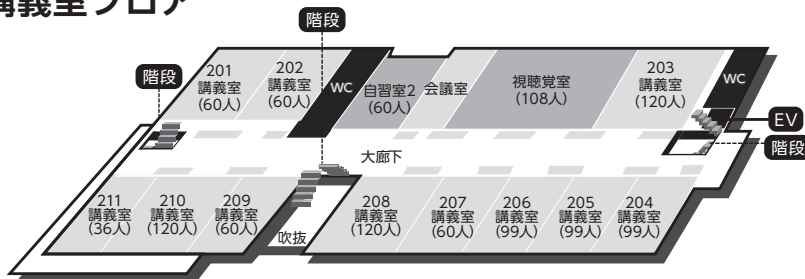 講義室フロア
階段
階段
201
講義室
(60人)
202
講義室
(60人)
WC
自習室2
(60人)
会議室
視聴覚室
(108人)
203
講義室
(120人)
WC
EV
階段
大廊下
211
講義室
(36人)
210
講義室
(120人)
209
講義室
(60人)
吹抜
208
講義室
(120人)
207
講義室
(60人)
206
講義室
(99人)
205
講義室
(99人)
204
講義室
(99人)